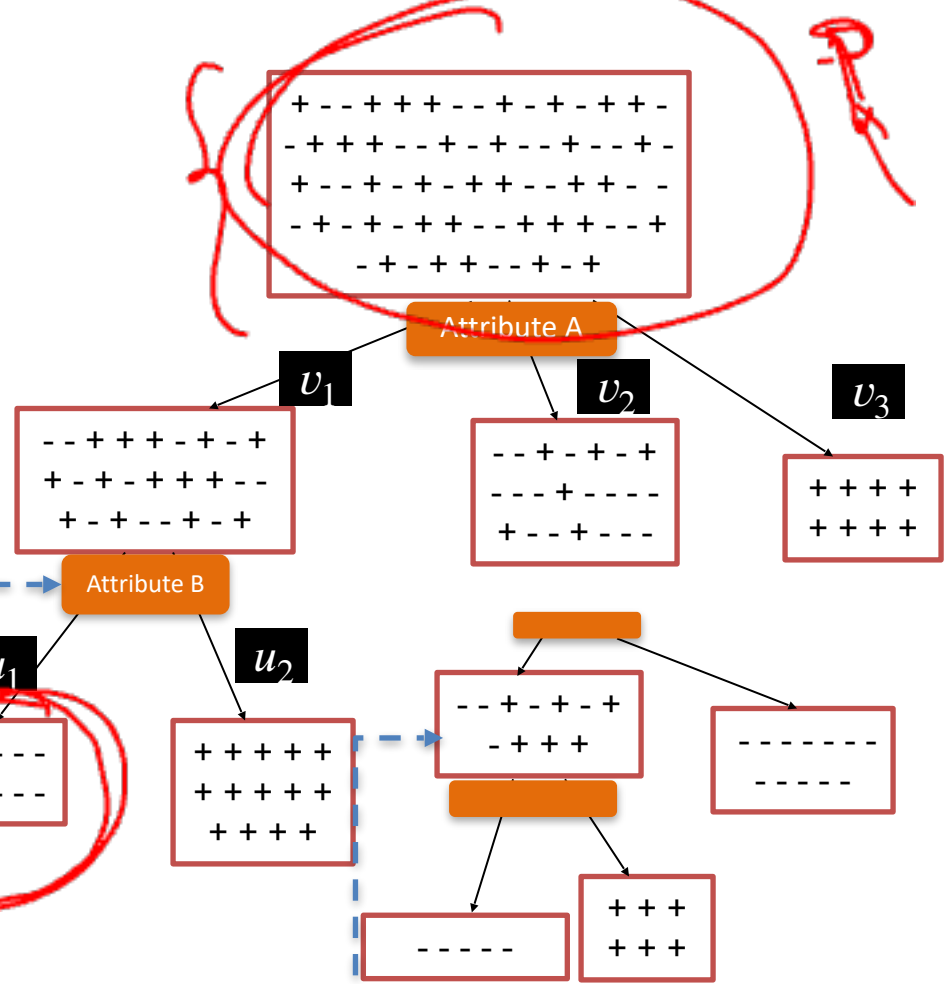 + - - + + + - - + - + - + + -
- + + + - - + - + - - + - - + -
+ - - + - + - + + - - + + - -
- + - + - + + - - + + + - - +
- + - + + - - + - +
Attribute A
v1
v2
v3
- - + + + - + - +
+ - + - + + + - -
+ - + - - + - +
- - + - + - +
- - - + - - - -
+ - - + - - -
+ + + +
+ + + +
Attribute B
u2
- - -
- - -
+ + + + +
+ + + + +
+ + + +
- - + - + - +
- + + +
- - - - - - -
- - - - -
- - - - -
+ + +
+ + +